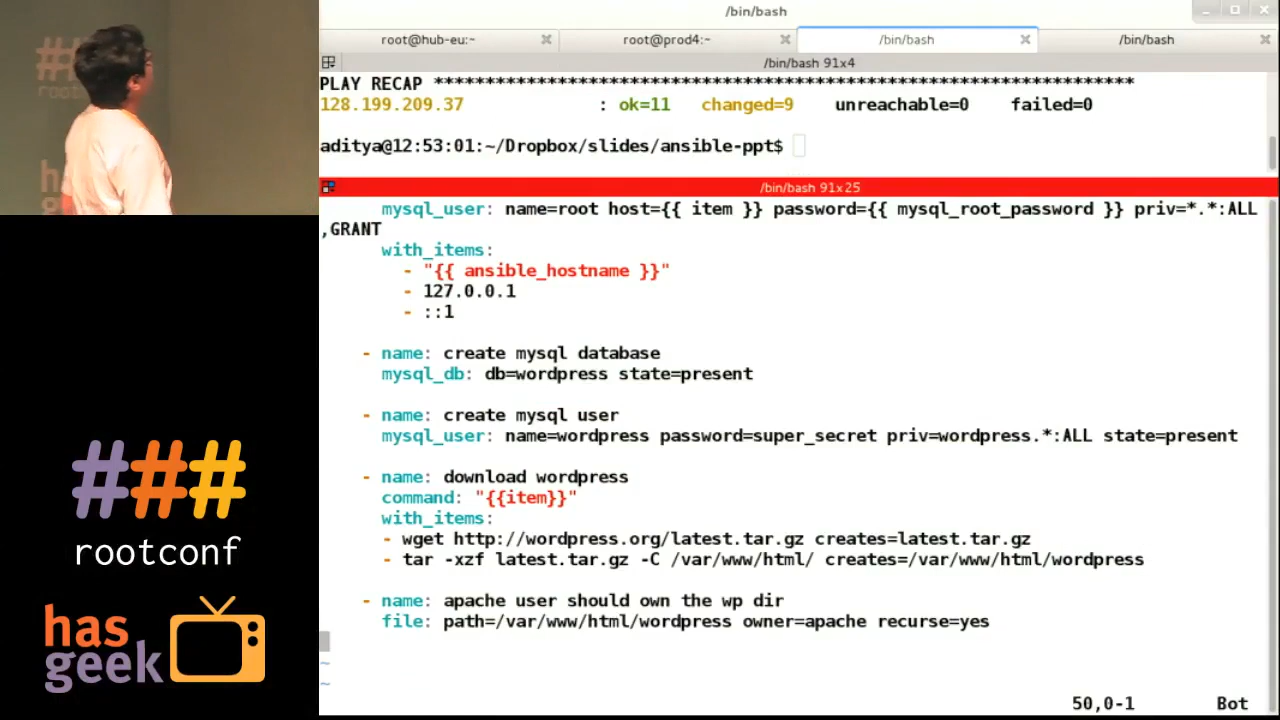 /bin/bash
root@hub-eu:~
root@prod4:~
/bin/bash
/bin/bash
/bin/bash 91x4
PLAY RECAP ********************************************************************
128.199.209.37 : ok=11 changed=9 unreachable=0 failed=0
aditya@12:53:01:~/Dropbox/slides/ansible-ppt$
/bin/bash 91x25
mysql_user: name=root host={{ item }} password={{ mysql_root_password }} priv=*.*:ALL
,GRANT
with_items:
- "{{ ansible_hostname }}"
- 127.0.0.1
- ::1
- name: create mysql database
mysql_db: db=wordpress state=present
- name: create mysql user
mysql_user: name=wordpress password=super_secret priv=wordpress.*:ALL state=present
- name: download wordpress
command: "{{item}}"
with_items:
- wget http://wordpress.org/latest.tar.gz creates=latest.tar.gz
- tar -xzf latest.tar.gz -C /var/www/html/ creates=/var/www/html/wordpress
- name: apache user should own the wp dir
file: path=/var/www/html/wordpress owner=apache recurse=yes
~
~
50,0-1 Bot
###
rootconf
has
geek